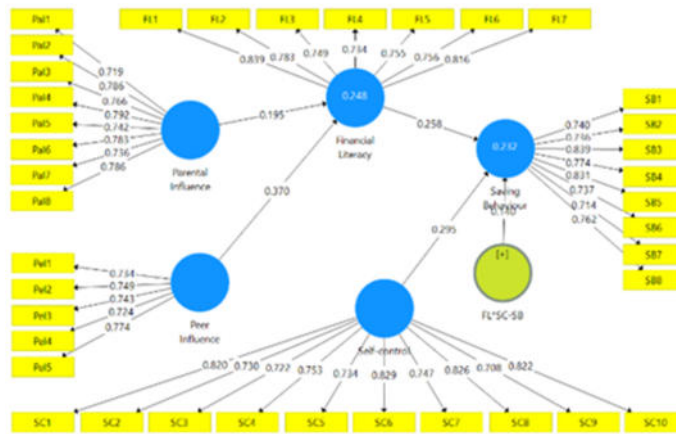 PaI1
PaI2
PaI3
PaI4
PaI5
PaI6
PaI7
PaI8
0.719
0.786
0.766
0.792
0.742
0.783
0.736
0.786
FL1
FL2
FL3
FL4
FL5
FL6
FL7
0.839
0.783
0.749
0.734
0.755
0.756
0.816
0.248
Financial
Literacy
0.195
Parental
Influence
0.258
0.370
0.232
Saving
Behaviour
0.740
0.736
0.839
0.774
0.831
0.737
0.714
0.762
SB1
SB2
SB3
SB4
SB5
SB6
SB7
SB8
0.140
0.295
[+]
FL*SC-SB
PeI1
PeI2
PeI3
PeI4
PeI5
0.734
0.749
0.743
0.724
0.774
Peer
Influence
Self-control
0.820
0.730
0.722
0.753
0.734
0.829
0.747
0.826
0.708
0.822
SC1
SC2
SC3
SC4
SC5
SC6
SC7
SC8
SC9
SC10